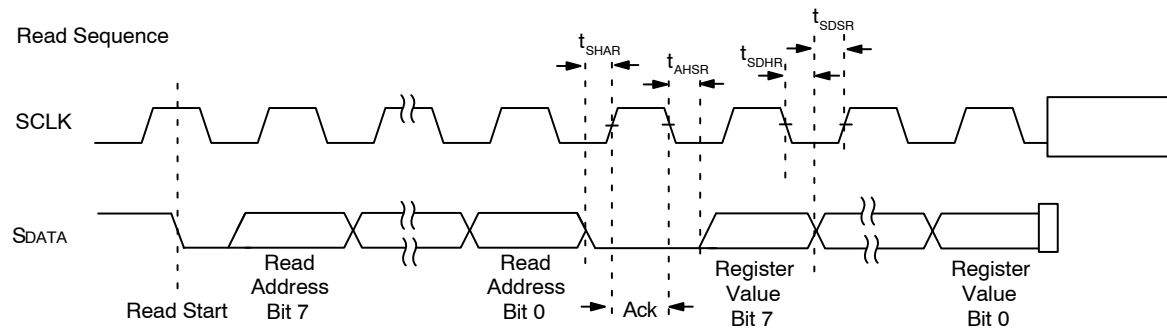 Read Sequence
tSHAR
tAHSR
tSDHR
tSDSR
SCLK
SDATA
Read Start
Read
Address
Bit 7
Read
Address
Bit 0
Ack
Register
Value
Bit 7
Register
Value
Bit 0